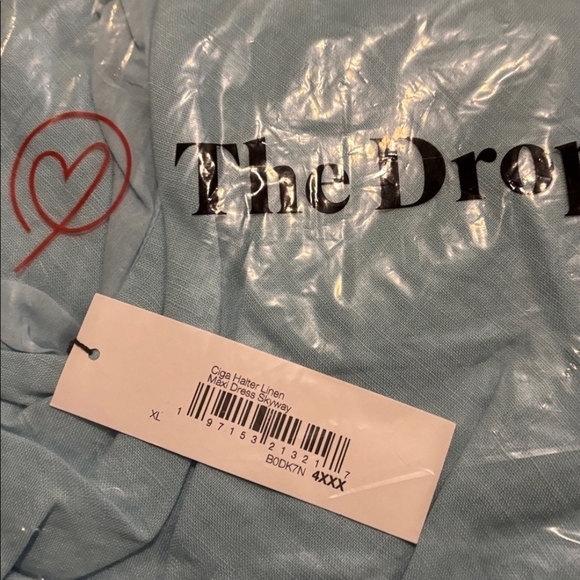 The Drop
Ciga Halter Linen
Maxi Dress Skyway
XL
1 97153 21321 7
B0DK7N 4XXX